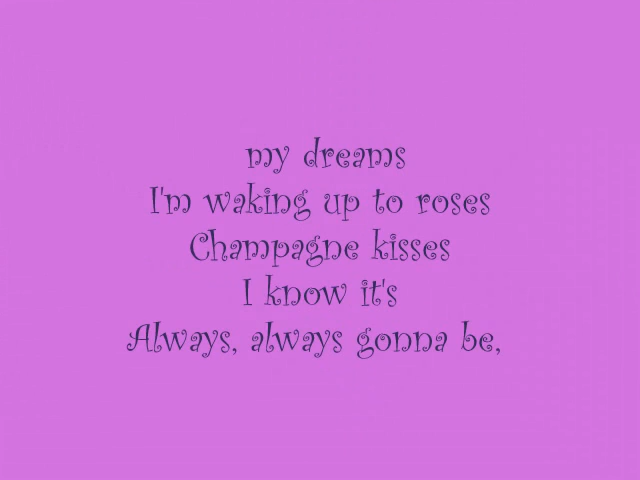 my dreams
I'm waking up to roses
Champagne kisses
I know it's
Always, always gonna be,